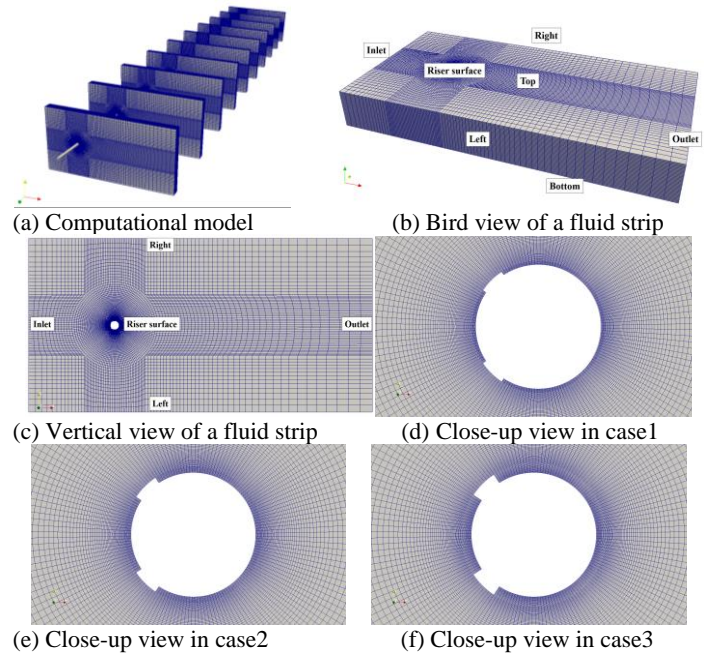 Inlet
Right
Riser surface
Top
Left
Outlet
Bottom
(a) Computational model
(b) Bird view of a fluid strip
Right
Inlet
Riser surface
Outlet
Left
(c) Vertical view of a fluid strip
(d) Close-up view in case1
(e) Close-up view in case2
(f) Close-up view in case3